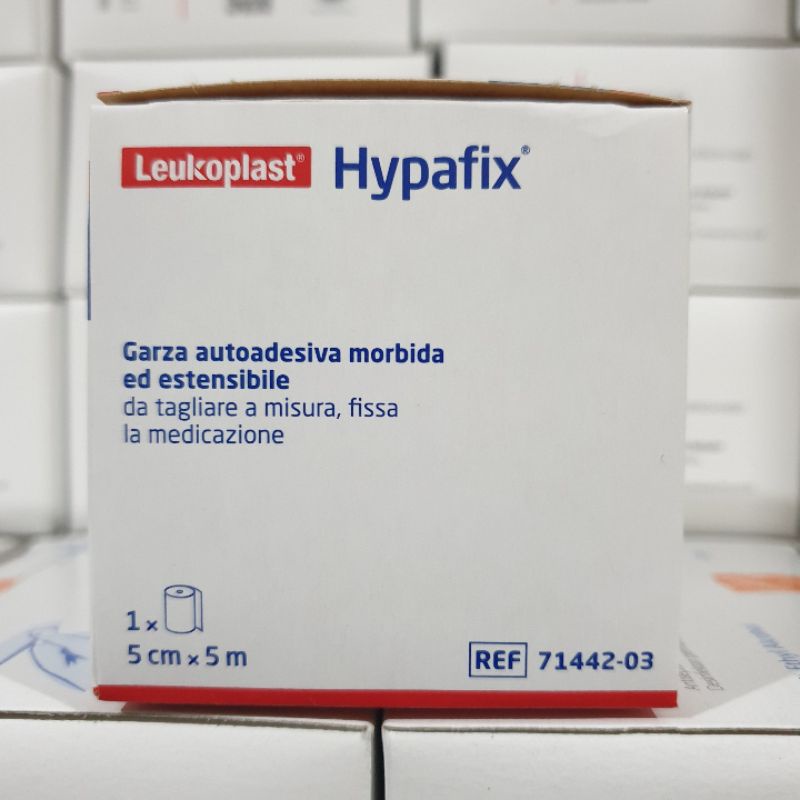 Leukoplast® Hypafix®
Garza autoadesiva morbida
ed estensibile
da tagliare a misura, fissa
la medicazione
1 x
5 cm x 5 m
REF 71442-03